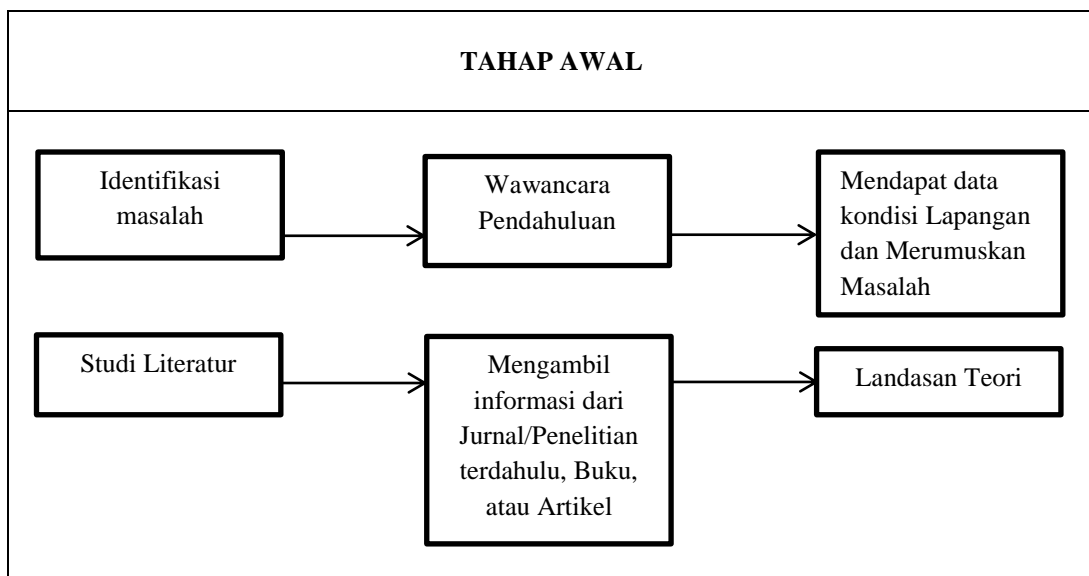 TAHAP AWAL
Identifikasi
masalah
Wawancara
Pendahuluan
Mendapat data
kondisi Lapangan
dan Merumuskan
Masalah
Studi Literatur
Mengambil
informasi dari
Jurnal/Penelitian
terdahulu, Buku,
atau Artikel
Landasan Teori